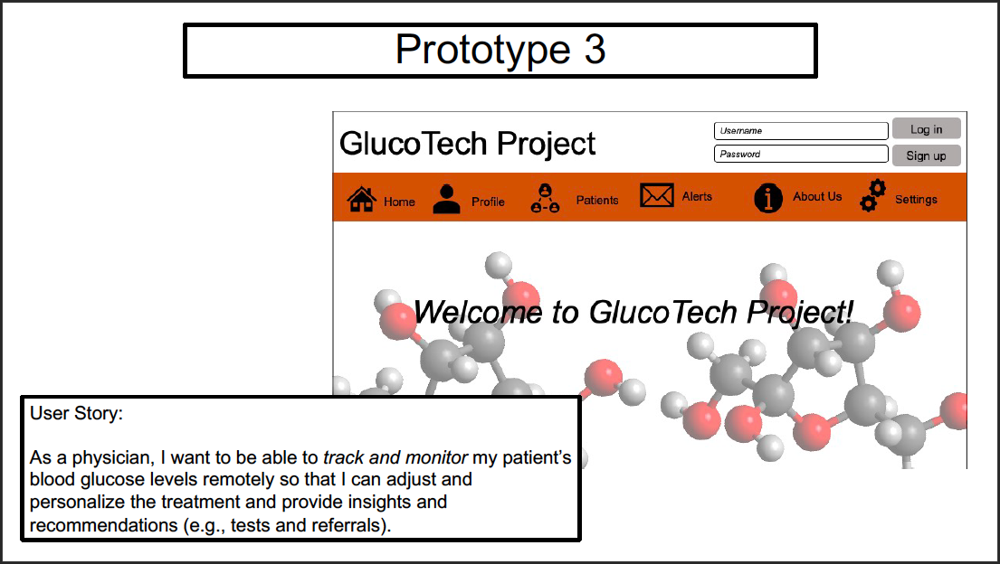 Prototype 3
GlucoTech Project
Username
Log in
Password
Sign up
Home
Profile
Patients
Alerts
About Us
Settings
Welcome to GlucoTech Project!
User Story:
As a physician, I want to be able to track and monitor my patient’s
blood glucose levels remotely so that I can adjust and
personalize the treatment and provide insights and
recommendations (e.g., tests and referrals).